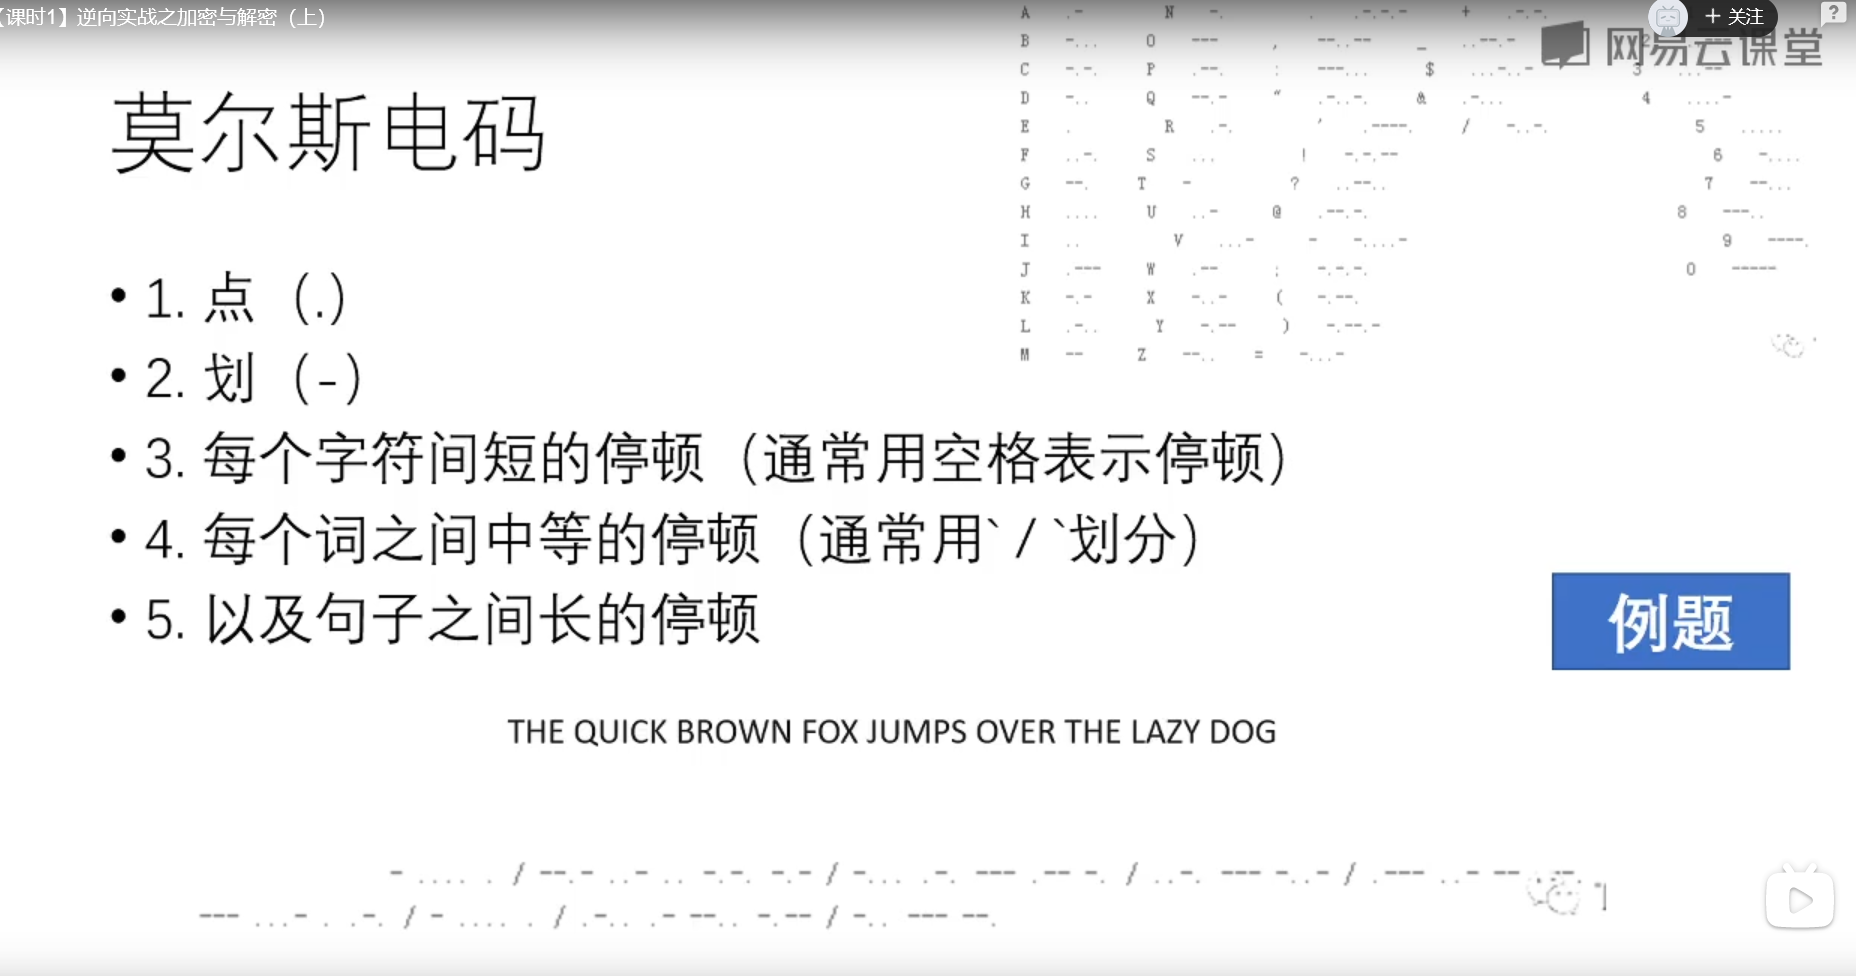 【课时1】逆向实战之加密与解密（上）
+ 关注
?
网易云课堂
莫尔斯电码
A .- N -. . .-.-.- + .-.-.
B -... O --- , --..-- _ ..--.- 2
C -.-. P .--. : ---... $ ...-..- 3 ...--
D -.. Q --.- " .-..-. & .-... 4 ....-
E . R .-. ' .----. / -..-. 5 .....
F ..-. S ... ! -.-.-- 6 -....
G --. T - ? ..--.. 7 --...
H .... U ..- @ .--.-. 8 ---..
I .. V ...- - -....- 9 ----.
J .--- W .-- ; -.-.-. 0 -----
K -.- X -..- ( -.--.
L .-.. Y -.-- ) -.--.-
M -- Z --.. = -...-
• 1. 点（.）
• 2. 划（-）
• 3. 每个字符间短的停顿（通常用空格表示停顿）
• 4. 每个词之间中等的停顿（通常用` / `划分）
• 5. 以及句子之间长的停顿
例题
THE QUICK BROWN FOX JUMPS OVER THE LAZY DOG
- .... . / --.- ..- .. -.-. -.- / -... .-. --- .-- -. / ..-. --- -..- / .--- ..- --
--- ...- . .-. / - .... . / .-.. .- --.. -.-- / -.. --- --.